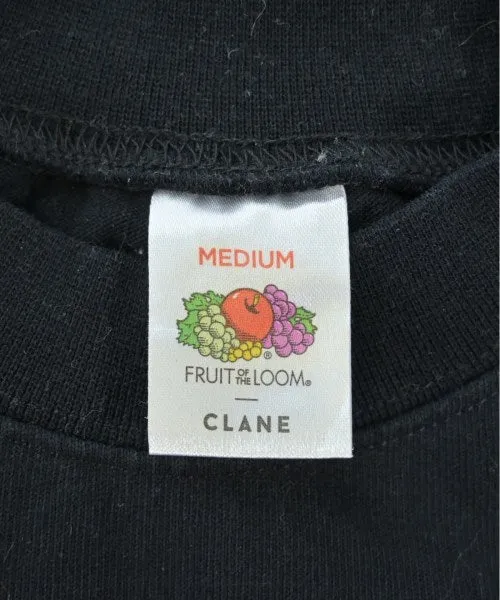 MEDIUM
®
FRUIT OF THE LOOM®
CLANE